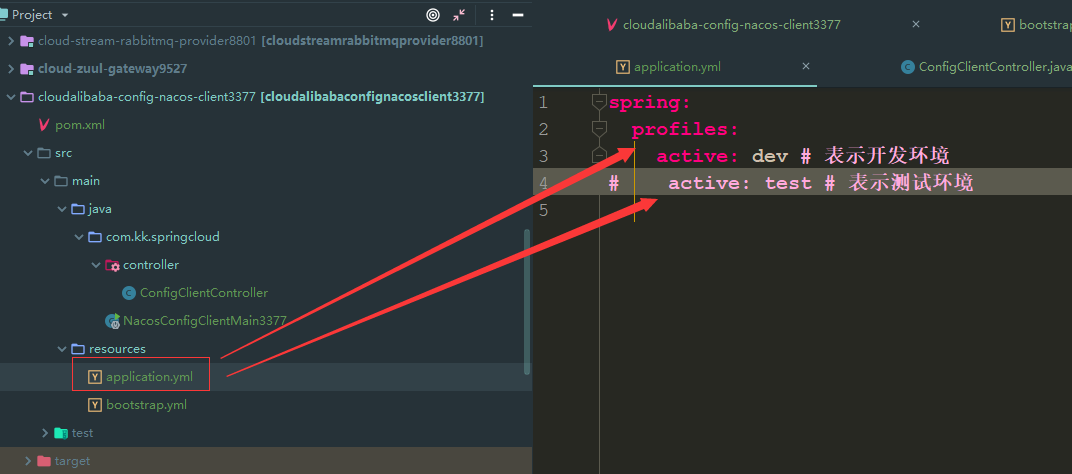 Project
cloud-stream-rabbitmq-provider8801 [cloudstreamrabbitmqprovider8801]
cloud-zuul-gateway9527
cloudalibaba-config-nacos-client3377 [cloudalibabaconfignacosclient3377]
pom.xml
src
main
java
com.kk.springcloud
controller
ConfigClientController
NacosConfigClientMain3377
resources
application.yml
bootstrap.yml
test
target
cloudalibaba-config-nacos-client3377
bootstrap
application.yml
ConfigClientController.java
1 spring:
2 profiles:
3 active: dev # 表示开发环境
4 # active: test # 表示测试环境
5